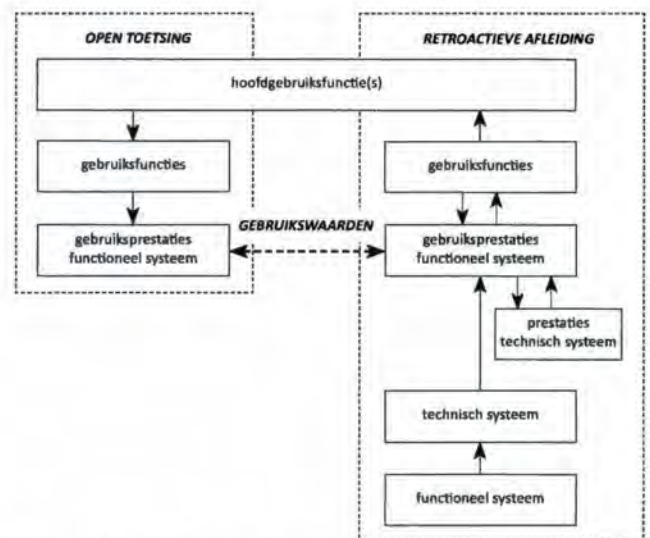 OPEN TOETSING
RETROACTIEVE AFLEIDING
hoofdgebruiksfunctie(s)
gebruiksfuncties
gebruiksfuncties
GEBRUIKSWAARDEN
gebruiksprestaties
functioneel systeem
gebruiksprestaties
functioneel systeem
prestaties
technisch systeem
technisch systeem
functioneel systeem